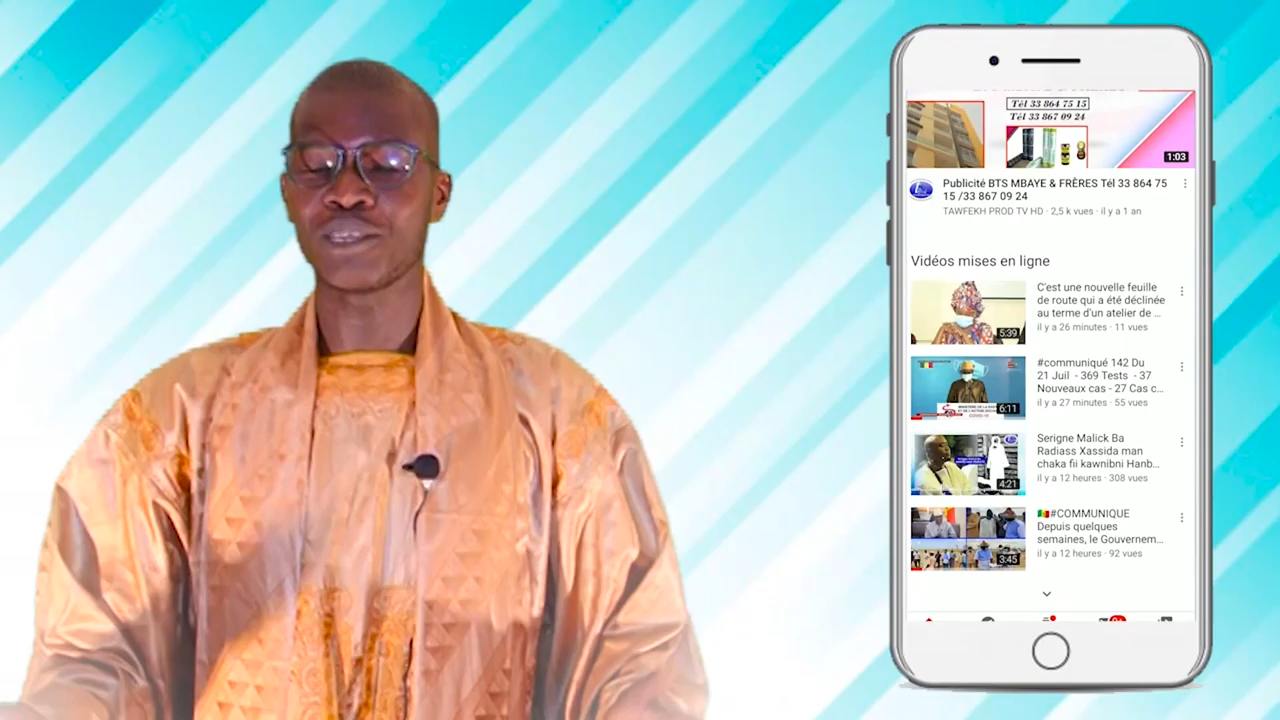 Tél 33 864 75 15
Tél 33 867 09 24
1:03
Publicité BTS MBAYE & FRÈRES Tél 33 864 75
15 /33 867 09 24
TAWFEKH PROD TV HD · 2,5 k vues · il y a 1 an
Vidéos mises en ligne
C'est une nouvelle feuille
de route qui a été déclinée
au terme d'un atelier de ...
il y a 26 minutes · 11 vues
5:39
#communiqué 142 Du
21 Juil - 369 Tests - 37
Nouveaux cas - 27 Cas c...
il y a 27 minutes · 55 vues
6:11
Serigne Malick Ba
Radiass Xassida man
chaka fii kawnibni Hanb...
il y a 12 heures · 308 vues
4:21
🇸🇳#COMMUNIQUE
Depuis quelques
semaines, le Gouvernem...
il y a 12 heures · 92 vues
3:45